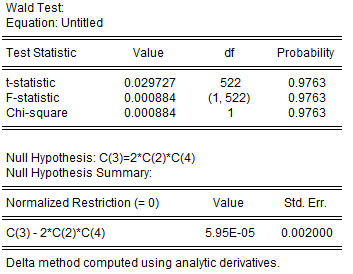 Wald Test:
Equation: Untitled
Test Statistic Value df Probability
t-statistic 0.029727 522 0.9763
F-statistic 0.000884 (1, 522) 0.9763
Chi-square 0.000884 1 0.9763
Null Hypothesis: C(3)=2*C(2)*C(4)
Null Hypothesis Summary:
Normalized Restriction (= 0) Value Std. Err.
C(3) - 2*C(2)*C(4) 5.95E-05 0.002000
Delta method computed using analytic derivatives.